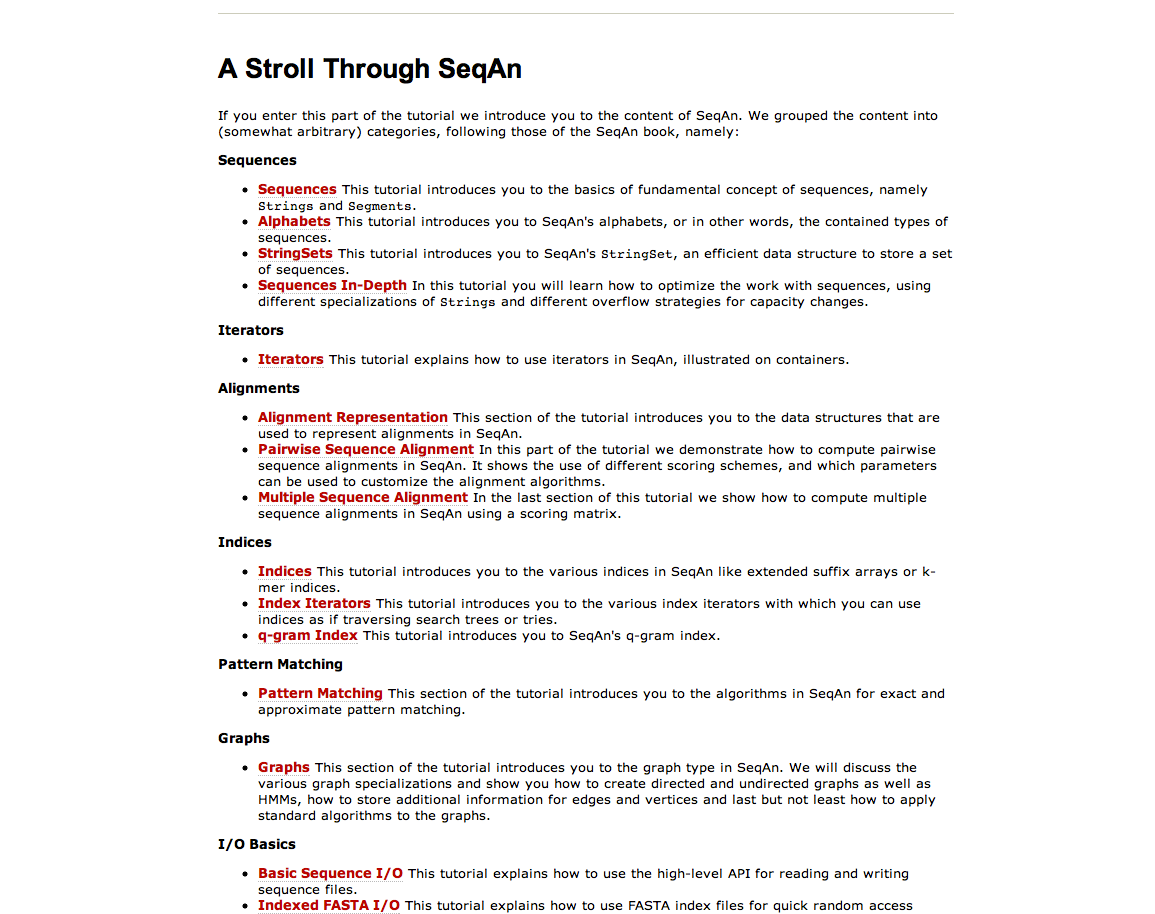 A Stroll Through SeqAn
If you enter this part of the tutorial we introduce you to the content of SeqAn. We grouped the content into
(somewhat arbitrary) categories, following those of the SeqAn book, namely:
Sequences
• Sequences This tutorial introduces you to the basics of fundamental concept of sequences, namely
Strings and Segments.
• Alphabets This tutorial introduces you to SeqAn's alphabets, or in other words, the contained types of
sequences.
• StringSets This tutorial introduces you to SeqAn's StringSet, an efficient data structure to store a set
of sequences.
• Sequences In-Depth In this tutorial you will learn how to optimize the work with sequences, using
different specializations of Strings and different overflow strategies for capacity changes.
Iterators
• Iterators This tutorial explains how to use iterators in SeqAn, illustrated on containers.
Alignments
• Alignment Representation This section of the tutorial introduces you to the data structures that are
used to represent alignments in SeqAn.
• Pairwise Sequence Alignment In this part of the tutorial we demonstrate how to compute pairwise
sequence alignments in SeqAn. It shows the use of different scoring schemes, and which parameters
can be used to customize the alignment algorithms.
• Multiple Sequence Alignment In the last section of this tutorial we show how to compute multiple
sequence alignments in SeqAn using a scoring matrix.
Indices
• Indices This tutorial introduces you to the various indices in SeqAn like extended suffix arrays or k-
mer indices.
• Index Iterators This tutorial introduces you to the various index iterators with which you can use
indices as if traversing search trees or tries.
• q-gram Index This tutorial introduces you to SeqAn's q-gram index.
Pattern Matching
• Pattern Matching This section of the tutorial introduces you to the algorithms in SeqAn for exact and
approximate pattern matching.
Graphs
• Graphs This section of the tutorial introduces you to the graph type in SeqAn. We will discuss the
various graph specializations and show you how to create directed and undirected graphs as well as
HMMs, how to store additional information for edges and vertices and last but not least how to apply
standard algorithms to the graphs.
I/O Basics
• Basic Sequence I/O This tutorial explains how to use the high-level API for reading and writing
sequence files.
• Indexed FASTA I/O This tutorial explains how to use FASTA index files for quick random access